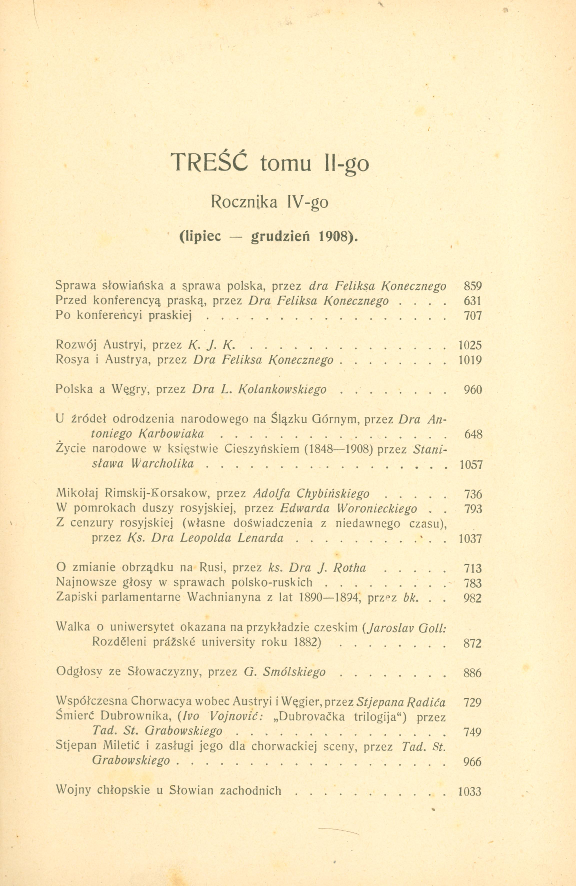 TREŚĆ tomu II-go
Rocznika IV-go
(lipiec — grudzień 1908).
Sprawa słowiańska a sprawa polska, przez dra Feliksa Konecznego 859
Przed konferencyą praską, przez Dra Feliksa Konecznego . . . . 631
Po konferencyi praskiej . . . . . . . . . . . . . . . . . 707
Rozwój Austryi, przez K. J. K. . . . . . . . . . . . . . . 1025
Rosya i Austrya, przez Dra Feliksa Konecznego . . . . . . . . 1019
Polska a Węgry, przez Dra L. Kolankowskiego . . . . . . . . 960
U źródeł odrodzenia narodowego na Ślązku Górnym, przez Dra An-
toniego Karbowiaka . . . . . . . . . . . . . . . . 648
Życie narodowe w księstwie Cieszyńskiem (1848—1908) przez Stani-
sława Warcholika . . . . . . . . . . . . . . . . . 1057
Mikołaj Rimskij-Korsakow, przez Adolfa Chybińskiego . . . . . 736
W pomrokach duszy rosyjskiej, przez Edwarda Woronieckiego . . 793
Z cenzury rosyjskiej (własne doświadczenia z niedawnego czasu),
przez Ks. Dra Leopolda Lenarda . . . . . . . . . . . 1037
O zmianie obrządku na Rusi, przez ks. Dra J. Rotha . . . . . 713
Najnowsze głosy w sprawach polsko-ruskich . . . . . . . . . 783
Zapiski parlamentarne Wachnianyna z lat 1890—1894, przez bk. . . 982
Walka o uniwersytet okazana na przykładzie czeskim (Jaroslav Goll:
Rozdělení prážské university roku 1882) . . . . . . . . 872
Odgłosy ze Słowaczyzny, przez G. Smólskiego . . . . . . . . 886
Współczesna Chorwacya wobec Austryi i Węgier, przez Stjepana Radića 729
Śmierć Dubrownika, (Ivo Vojnović: „Dubrovačka trilogija“) przez
Tad. St. Grabowskiego . . . . . . . . . . . . . . . 749
Stjepan Miletić i zasługi jego dla chorwackiej sceny, przez Tad. St.
Grabowskiego . . . . . . . . . . . . . . . . . . . 966
Wojny chłopskie u Słowian zachodnich . . . . . . . . . . . 1033